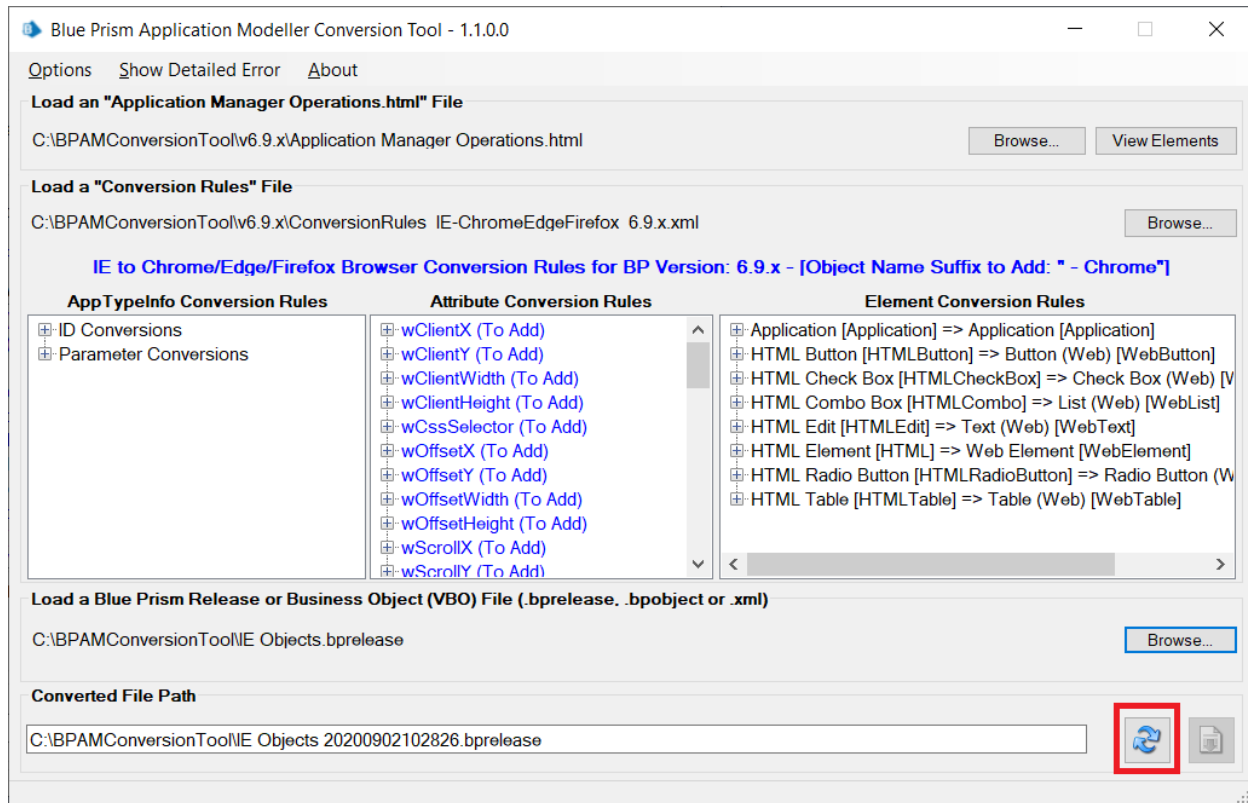 Blue Prism Application Modeller Conversion Tool - 1.1.0.0
Options Show Detailed Error About
Load an "Application Manager Operations.html" File
C:\BPAMConversionTool\v6.9.x\Application Manager Operations.html
Browse... View Elements
Load a "Conversion Rules" File
C:\BPAMConversionTool\v6.9.x\ConversionRules IE-ChromeEdgeFirefox 6.9.x.xml
Browse...
IE to Chrome/Edge/Firefox Browser Conversion Rules for BP Version: 6.9.x - [Object Name Suffix to Add: " - Chrome"]
AppTypeInfo Conversion Rules
ID Conversions
Parameter Conversions
Attribute Conversion Rules
wClientX (To Add)
wClientY (To Add)
wClientWidth (To Add)
wClientHeight (To Add)
wCssSelector (To Add)
wOffsetX (To Add)
wOffsetY (To Add)
wOffsetWidth (To Add)
wOffsetHeight (To Add)
wScrollX (To Add)
wScrollY (To Add)
Element Conversion Rules
Application [Application] => Application [Application]
HTML Button [HTMLButton] => Button (Web) [WebButton]
HTML Check Box [HTMLCheckBox] => Check Box (Web) [W
HTML Combo Box [HTMLCombo] => List (Web) [WebList]
HTML Edit [HTMLEdit] => Text (Web) [WebText]
HTML Element [HTML] => Web Element [WebElement]
HTML Radio Button [HTMLRadioButton] => Radio Button (W
HTML Table [HTMLTable] => Table (Web) [WebTable]
Load a Blue Prism Release or Business Object (VBO) File (.bprelease, .bpobject or .xml)
C:\BPAMConversionTool\IE Objects.bprelease
Browse...
Converted File Path
C:\BPAMConversionTool\IE Objects 20200902102826.bprelease